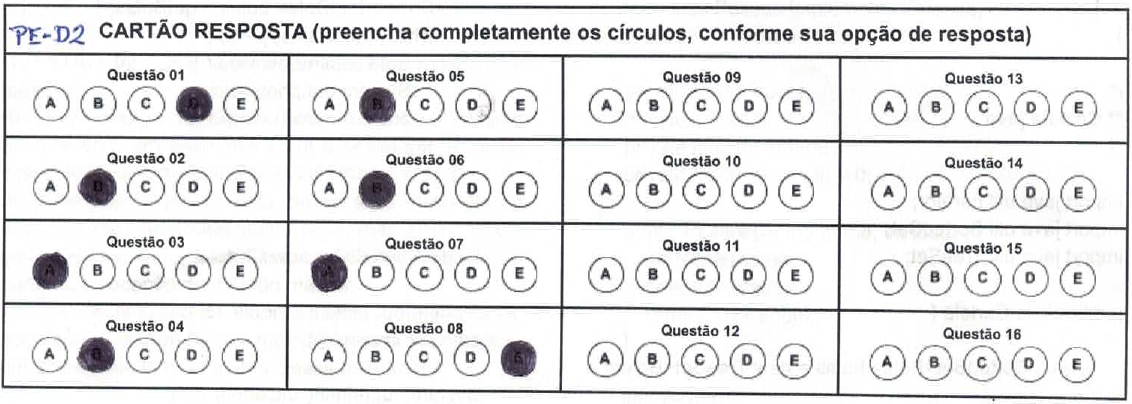 PE-D2 CARTÃO RESPOSTA (preencha completamente os círculos, conforme sua opção de resposta)
Questão 01
A B C D E
Questão 05
A B C D E
Questão 09
A B C D E
Questão 13
A B C D E
Questão 02
A B C D E
Questão 06
A B C D E
Questão 10
A B C D E
Questão 14
A B C D E
Questão 03
A B C D E
Questão 07
A B C D E
Questão 11
A B C D E
Questão 15
A B C D E
Questão 04
A B C D E
Questão 08
A B C D E
Questão 12
A B C D E
Questão 16
A B C D E